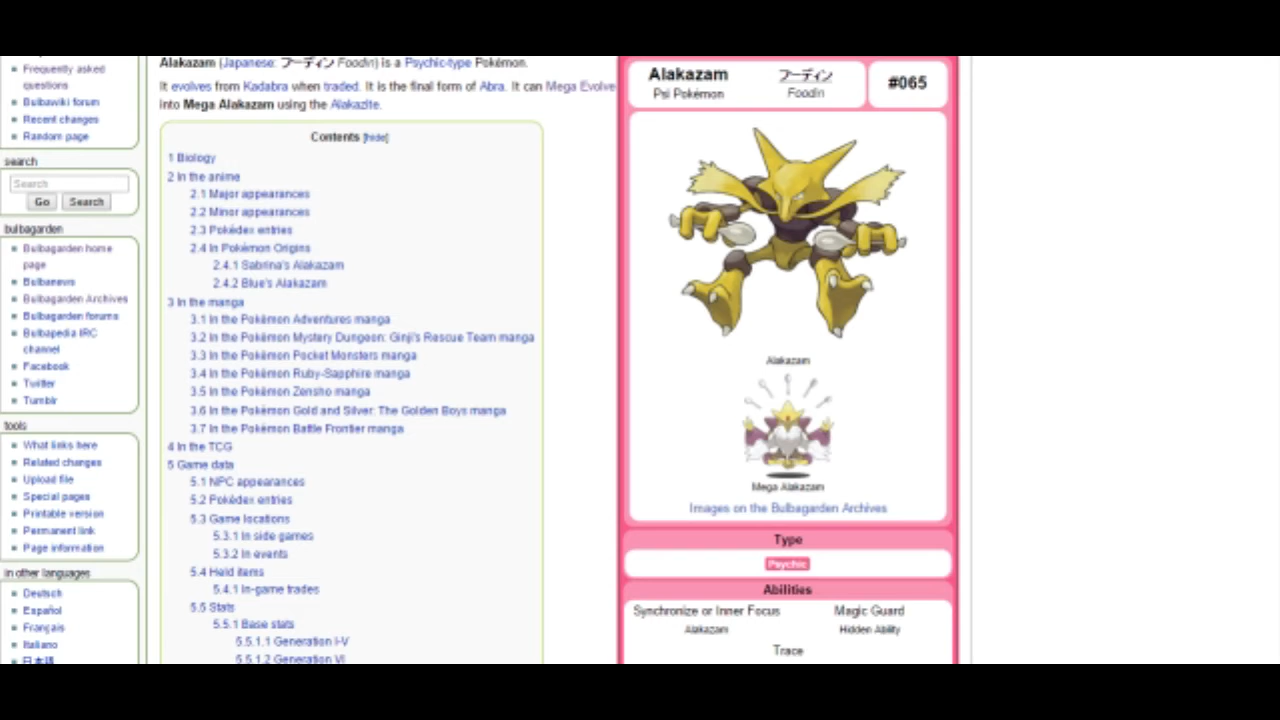 Frequently asked
questions
Bulbawiki forum
Recent changes
Random page
search
Search
Go Search
bulbagarden
Bulbagarden home
page
Bulbanews
Bulbagarden Archives
Bulbagarden forums
Bulbapedia IRC
channel
Facebook
Twitter
Tumblr
tools
What links here
Related changes
Upload file
Special pages
Printable version
Permanent link
Page information
in other languages
Deutsch
Español
Français
Italiano
日本語
Alakazam (Japanese: フーディン Foodin) is a Psychic-type Pokémon.
It evolves from Kadabra when traded. It is the final form of Abra. It can Mega Evolve
into Mega Alakazam using the Alakazite.
Contents [hide]
1 Biology
2 In the anime
2.1 Major appearances
2.2 Minor appearances
2.3 Pokédex entries
2.4 In Pokémon Origins
2.4.1 Sabrina's Alakazam
2.4.2 Blue's Alakazam
3 In the manga
3.1 In the Pokémon Adventures manga
3.2 In the Pokémon Mystery Dungeon: Ginji's Rescue Team manga
3.3 In the Pokémon Pocket Monsters manga
3.4 In the Pokémon Ruby-Sapphire manga
3.5 In the Pokémon Zensho manga
3.6 In the Pokémon Gold and Silver: The Golden Boys manga
3.7 In the Pokémon Battle Frontier manga
4 In the TCG
5 Game data
5.1 NPC appearances
5.2 Pokédex entries
5.3 Game locations
5.3.1 In side games
5.3.2 In events
5.4 Held items
5.4.1 In-game trades
5.5 Stats
5.5.1 Base stats
5.5.1.1 Generation I-V
5.5.1.2 Generation VI
Alakazam フーディン #065
Psi Pokémon Foodin
Alakazam
Mega Alakazam
Images on the Bulbagarden Archives
Type
Psychic
Abilities
Synchronize or Inner Focus Magic Guard
Alakazam Hidden Ability
Trace